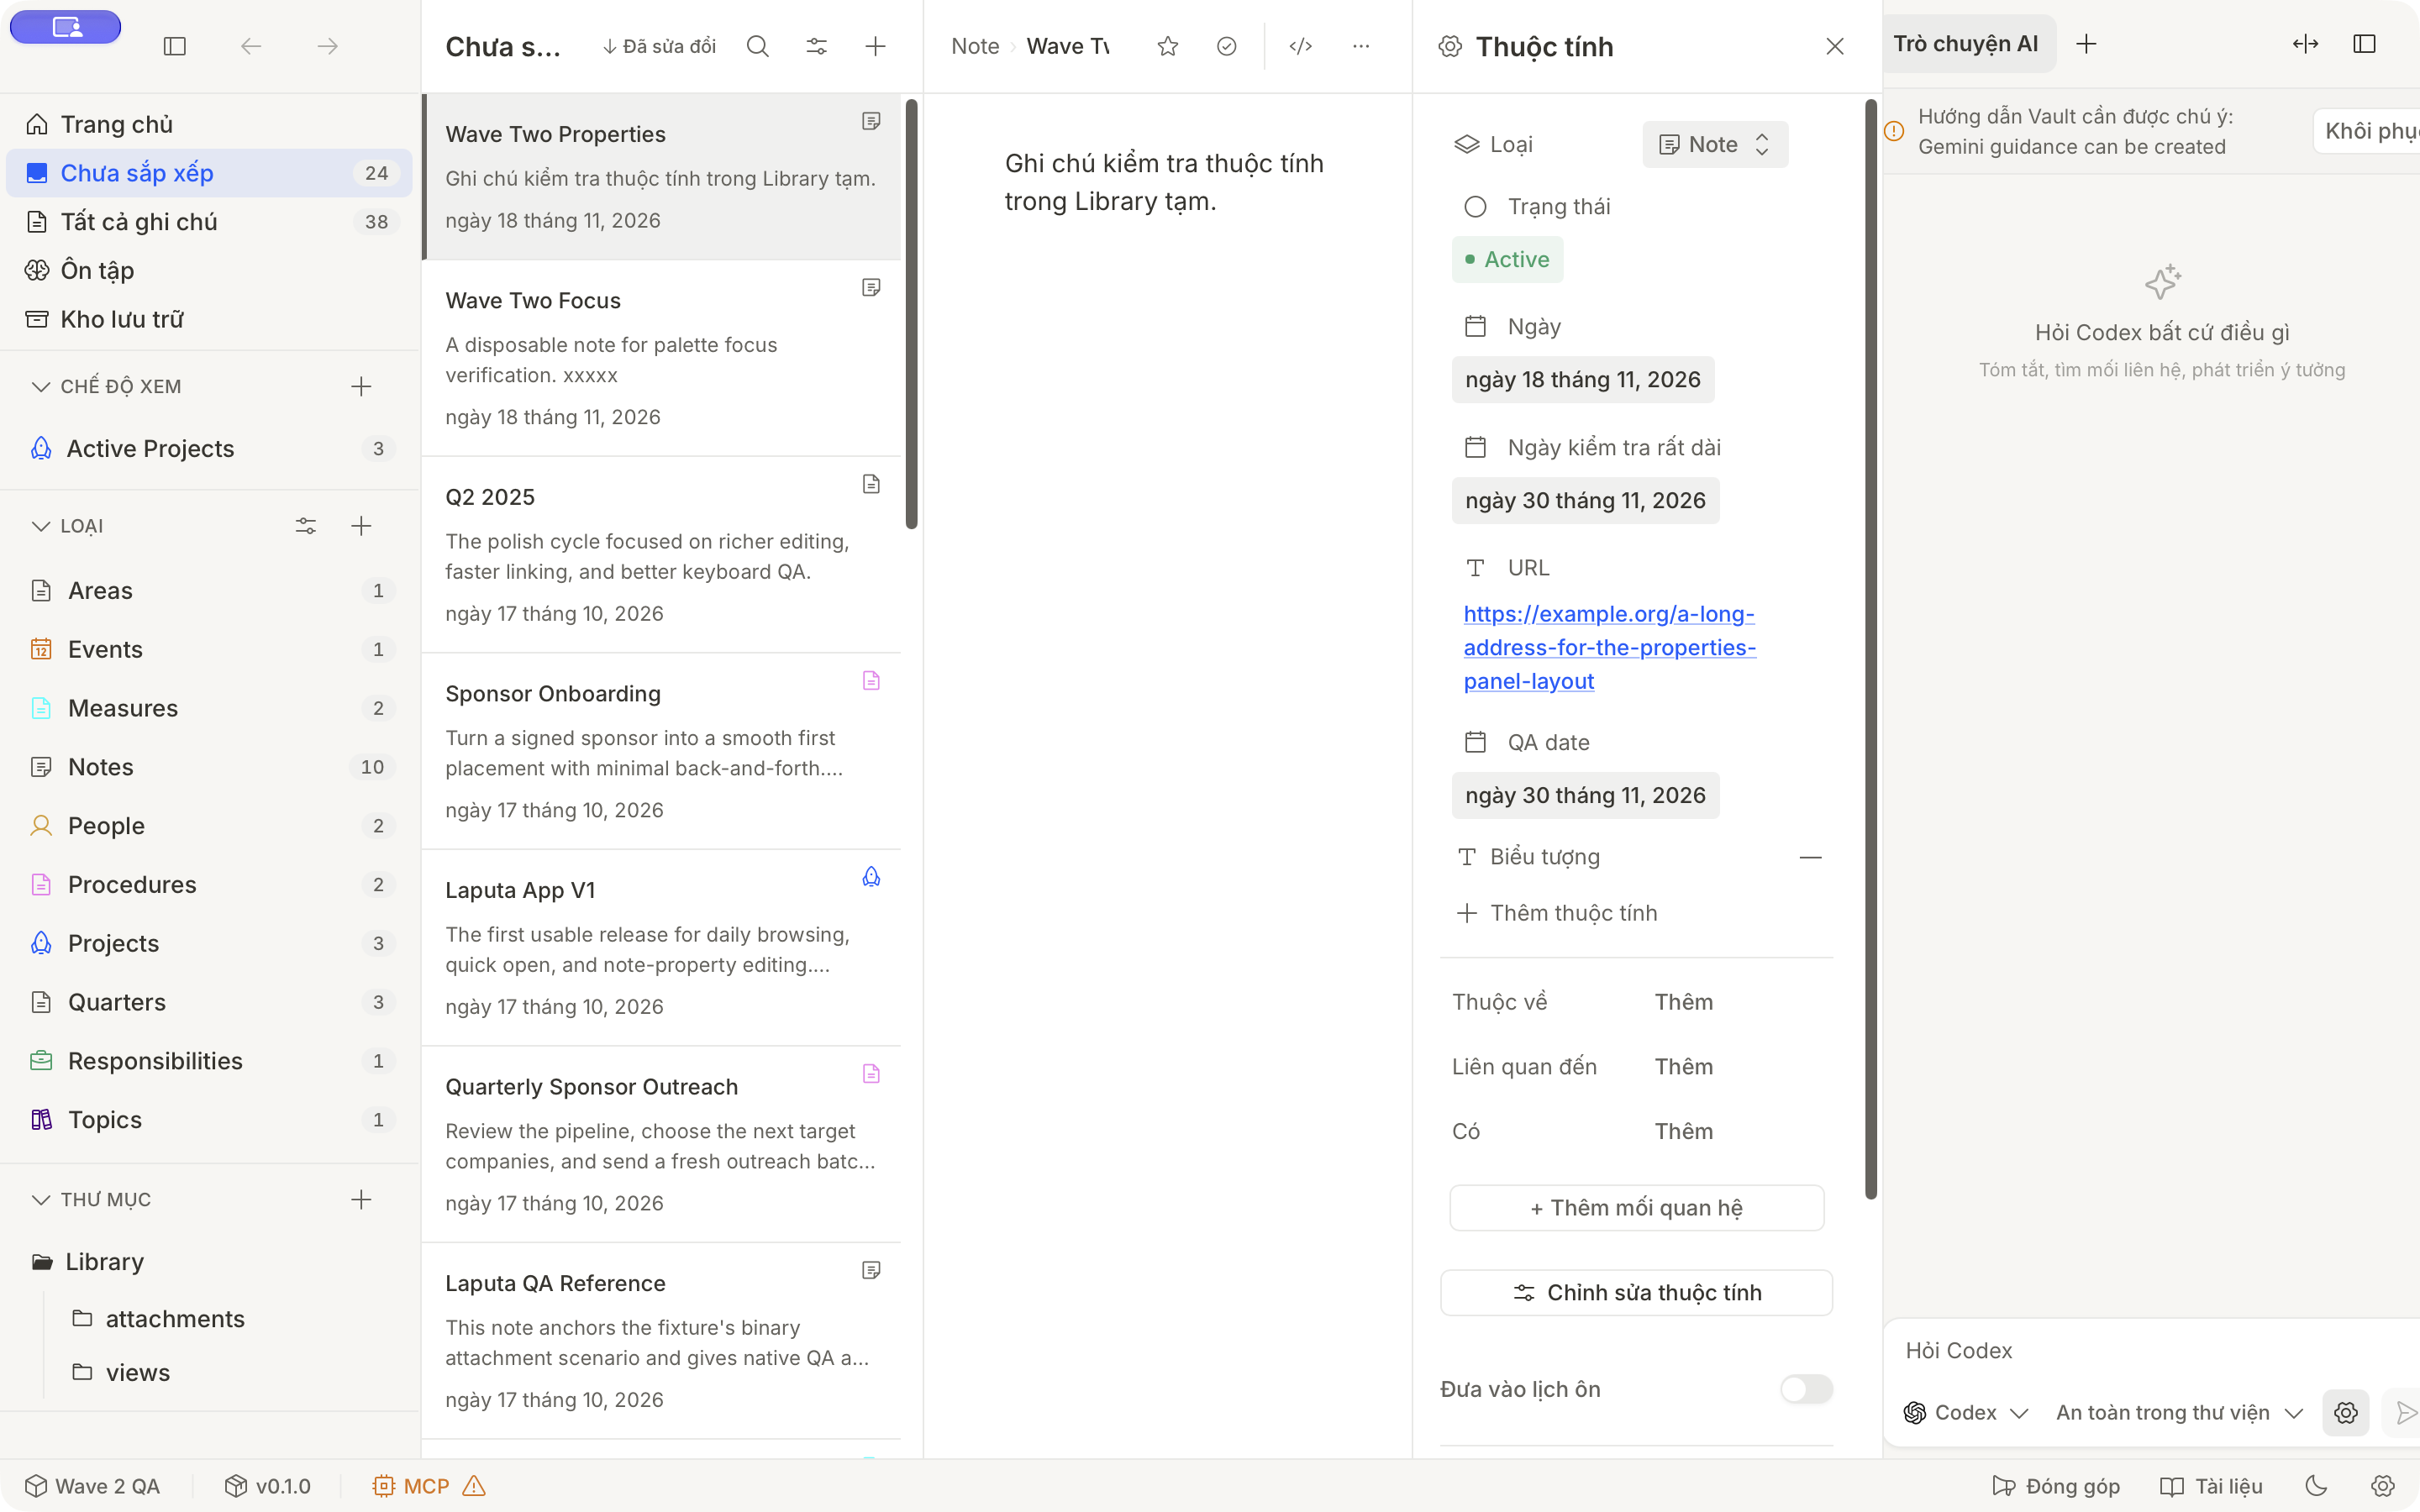 Trang chủ
Chưa sắp xếp 24
Tất cả ghi chú 38
Ôn tập
Kho lưu trữ
CHẾ ĐỘ XEM
Active Projects 3
LOẠI
Areas 1
Events 1
Measures 2
Notes 10
People 2
Procedures 2
Projects 3
Quarters 3
Responsibilities 1
Topics 1
THƯ MỤC
Library
attachments
views
Chưa s... Đã sửa đổi
Wave Two Properties
Ghi chú kiểm tra thuộc tính trong Library tạm.
ngày 18 tháng 11, 2026
Wave Two Focus
A disposable note for palette focus
verification. xxxxx
ngày 18 tháng 11, 2026
Q2 2025
The polish cycle focused on richer editing,
faster linking, and better keyboard QA.
ngày 17 tháng 10, 2026
Sponsor Onboarding
Turn a signed sponsor into a smooth first
placement with minimal back-and-forth....
ngày 17 tháng 10, 2026
Laputa App V1
The first usable release for daily browsing,
quick open, and note-property editing....
ngày 17 tháng 10, 2026
Quarterly Sponsor Outreach
Review the pipeline, choose the next target
companies, and send a fresh outreach batc...
ngày 17 tháng 10, 2026
Laputa QA Reference
This note anchors the fixture's binary
attachment scenario and gives native QA a...
ngày 17 tháng 10, 2026
Note › Wave Tw
Ghi chú kiểm tra thuộc tính
trong Library tạm.
Thuộc tính
Loại Note
Trạng thái
Active
Ngày
ngày 18 tháng 11, 2026
Ngày kiểm tra rất dài
ngày 30 tháng 11, 2026
URL
https://example.org/a-long-
address-for-the-properties-
panel-layout
QA date
ngày 30 tháng 11, 2026
Biểu tượng —
Thêm thuộc tính
Thuộc về Thêm
Liên quan đến Thêm
Có Thêm
+ Thêm mối quan hệ
Chỉnh sửa thuộc tính
Đưa vào lịch ôn
Trò chuyện AI
Hướng dẫn Vault cần được chú ý:
Gemini guidance can be created
Khôi phục
Hỏi Codex bất cứ điều gì
Tóm tắt, tìm mối liên hệ, phát triển ý tưởng
Hỏi Codex
Codex An toàn trong thư viện
Wave 2 QA v0.1.0 MCP
Đóng góp Tài liệu